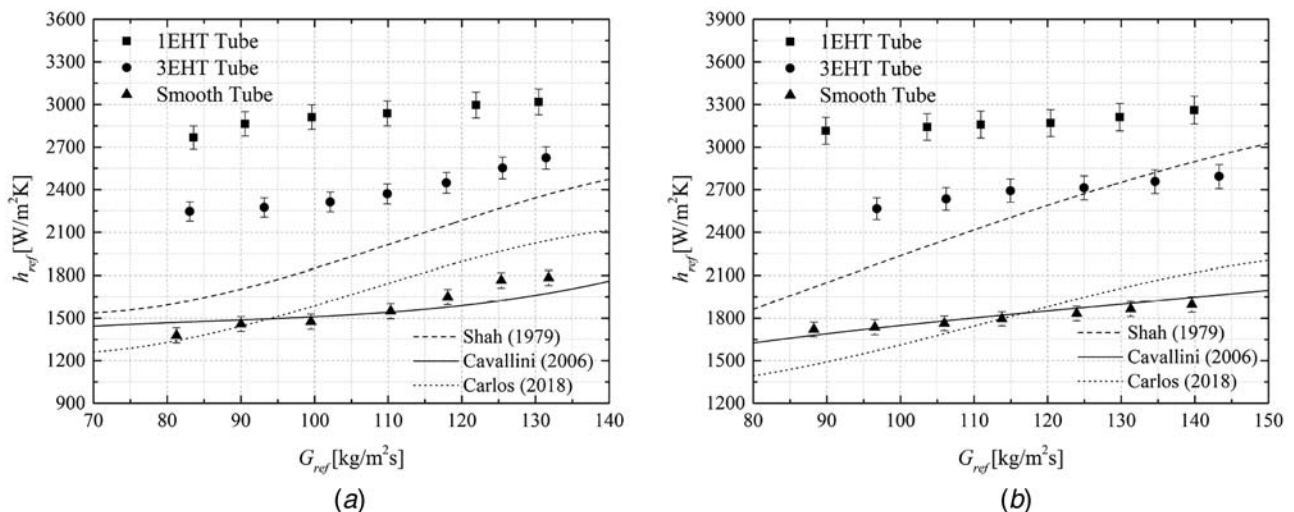 3600
3300
3000
2700
2400
2100
1800
1500
1200
900
h_ref [W/m²K]
1EHT Tube
3EHT Tube
Smooth Tube
Shah (1979)
Cavallini (2006)
Carlos (2018)
70 80 90 100 110 120 130 140
G_ref [kg/m²s]
(a)
3900
3600
3300
3000
2700
2400
2100
1800
1500
1200
h_ref [W/m²K]
1EHT Tube
3EHT Tube
Smooth Tube
Shah (1979)
Cavallini (2006)
Carlos (2018)
80 90 100 110 120 130 140 150
G_ref [kg/m²s]
(b)